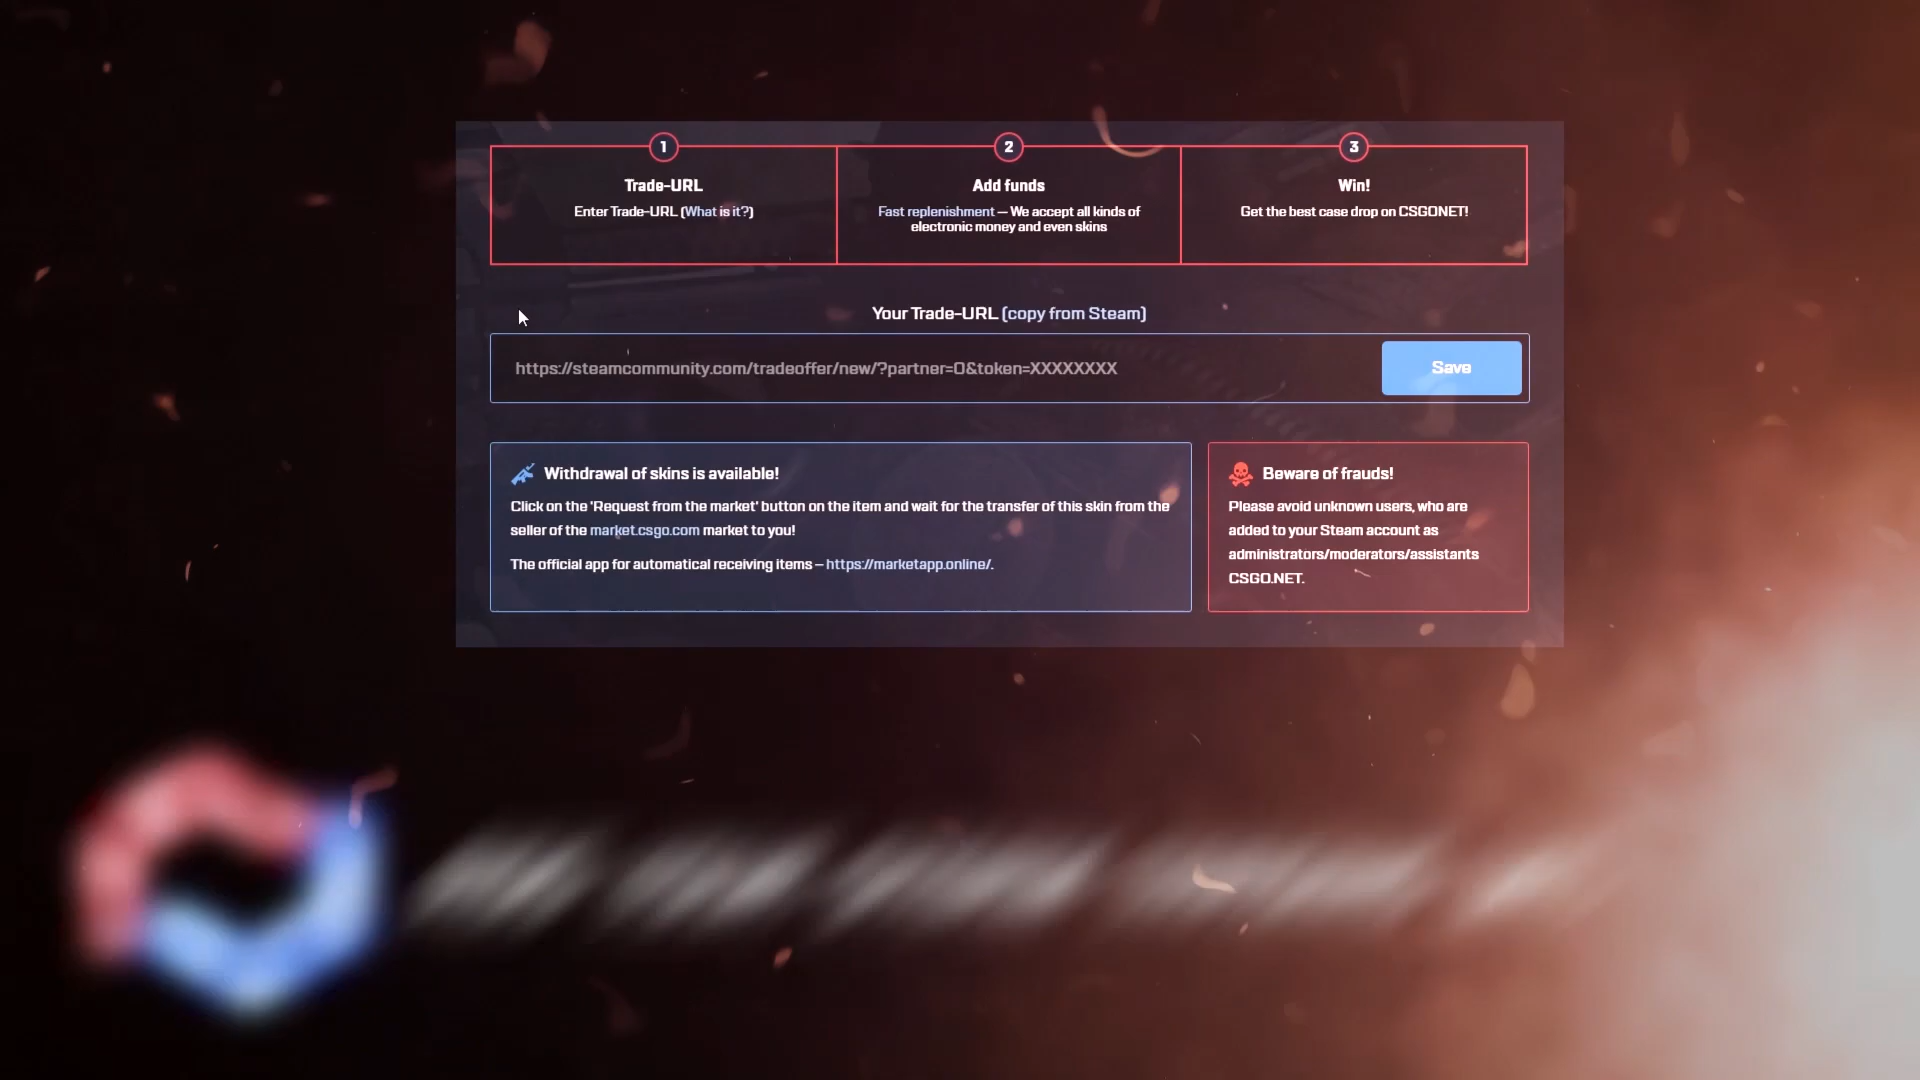 1
Trade-URL
Enter Trade-URL (What is it?)
2
Add funds
Fast replenishment — We accept all kinds of
electronic money and even skins
3
Win!
Get the best case drop on CSGONET!
Your Trade-URL (copy from Steam)
https://steamcommunity.com/tradeoffer/new/?partner=0&token=XXXXXXXX
Save
Withdrawal of skins is available!
Click on the 'Request from the market' button on the item and wait for the transfer of this skin from the
seller of the market.csgo.com market to you!
The official app for automatical receiving items – https://marketapp.online/.
Beware of frauds!
Please avoid unknown users, who are
added to your Steam account as
administrators/moderators/assistants
CSGO.NET.